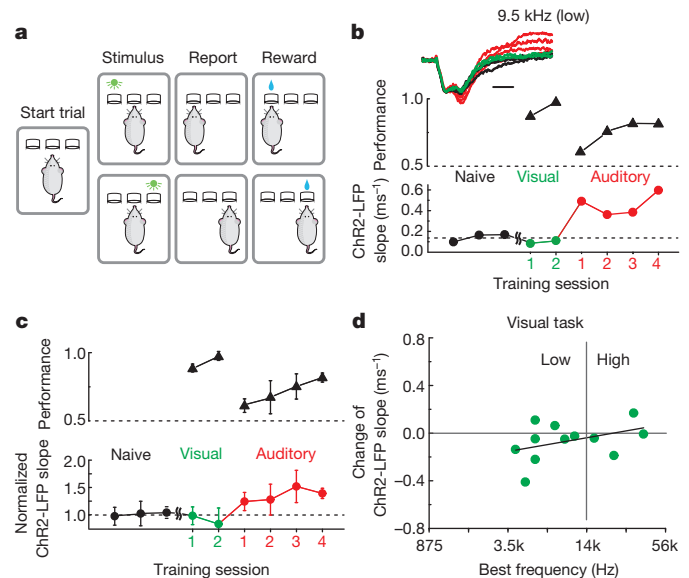 a
Stimulus Report Reward
Start trial
b
9.5 kHz (low)
Performance
1.0
0.5
ChR2-LFP
slope (ms⁻¹)
0.6
0.4
0.2
0
Naive Visual Auditory
1 2 1 2 3 4
Training session
c
Performance
1.0
0.5
Normalized
ChR2-LFP slope
2.0
1.5
1.0
Naive Visual Auditory
1 2 1 2 3 4
Training session
d
Visual task
Low High
Change of
ChR2-LFP slope (ms⁻¹)
0.8
0.4
0.0
−0.4
−0.8
875 3.5k 14k 56k
Best frequency (Hz)